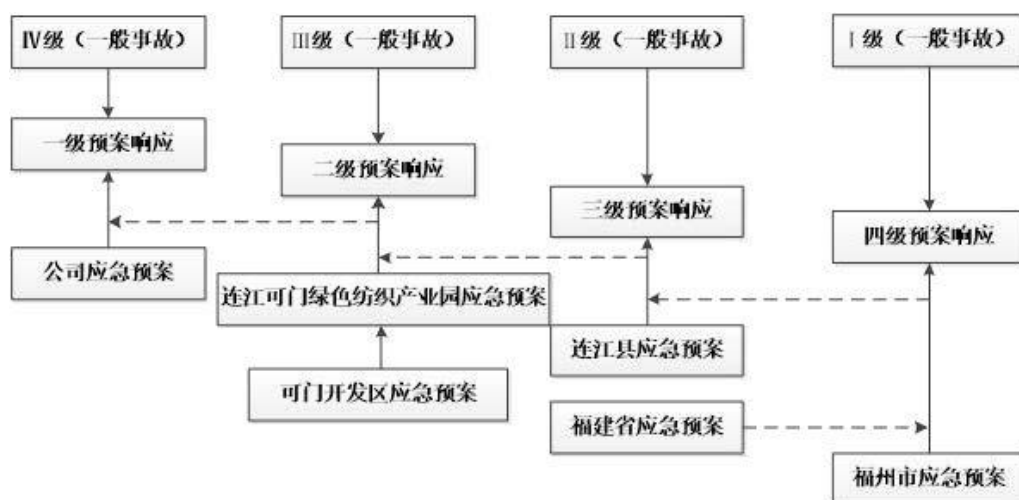 Ⅳ级（一般事故）
Ⅲ级（一般事故）
Ⅱ级（一般事故）
Ⅰ级（一般事故）
一级预案响应
二级预案响应
三级预案响应
四级预案响应
公司应急预案
连江可门绿色纺织产业园应急预案
连江县应急预案
可门开发区应急预案
福建省应急预案
福州市应急预案